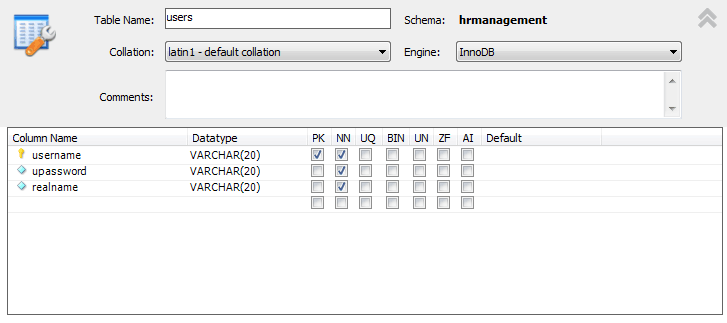 Table Name: users Schema: hrmanagement
Collation: latin1 - default collation Engine: InnoDB
Comments:
Column Name Datatype PK NN UQ BIN UN ZF AI Default
username VARCHAR(20)
upassword VARCHAR(20)
realname VARCHAR(20)